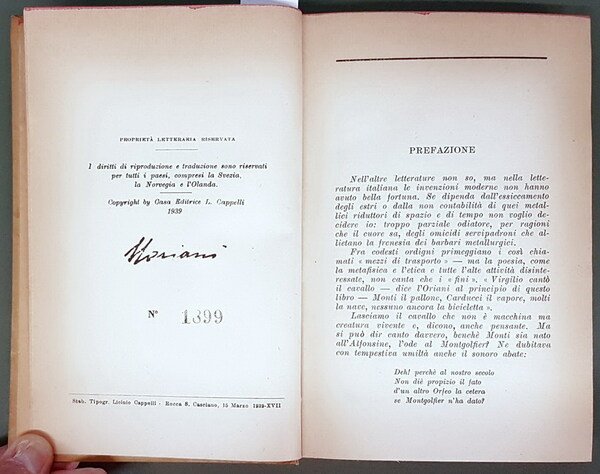 PROPRIETÀ LETTERARIA RISERVATA
I diritti di riproduzione e traduzione sono riservati
per tutti i paesi, compresi la Svezia,
la Norvegia e l'Olanda.
Copyright by Casa Editrice L. Cappelli
1939
Oriani
N° 1399
Stab. Tipogr. Licinio Cappelli - Rocca S. Casciano, 15 Marzo 1939-XVII
PREFAZIONE
Nell'altre letterature non so, ma nella lette-
ratura italiana le invenzioni moderne non hanno
avuto bella fortuna. Se dipenda dall'essiccamento
degli estri o dalla non contabilità di quei metal-
lici riduttori di spazio e di tempo non voglio de-
cidere io: troppo parziale odiatore, per ragioni
che il cuore sa, degli omicidi servipadroni che al-
lietano la frenesia dei barbari metallurgici.
Fra codesti ordigni primeggiano i così chia-
mati « mezzi di trasporto » — ma la poesia, come
la metafisica e l'etica e tutte l'alte attività disinte-
ressate, non canta che i « fini ». « Virgilio cantò
il cavallo — dice l'Oriani al principio di questo
libro — Monti il pallone, Carducci il vapore, molti
la nave, nessuno ancora la bicicletta ».
Lasciamo il cavallo che non è macchina ma
creatura vivente e, dicono, anche pensante. Ma
si può dir canto davvero, benchè Monti sia nato
all'Alfonsine, l'ode al Montgolfier? Ne dubitava
con tempestiva umiltà anche il sonoro abate:
Deh! perchè al nostro secolo
Non diè propizio il fato
d'un altro Orfeo la cetera
se Montgolfier n'ha dato?